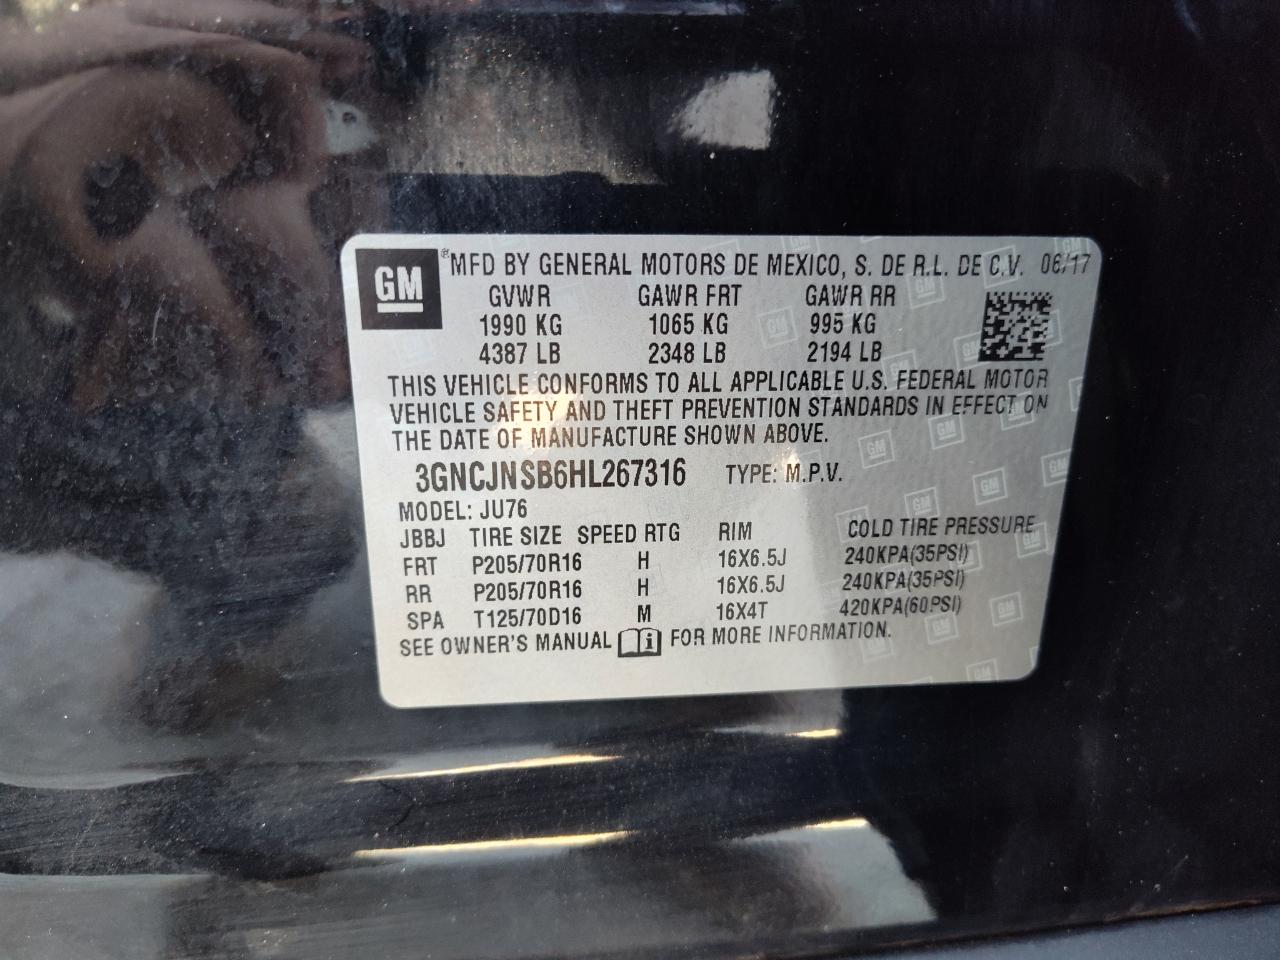 GM ® MFD BY GENERAL MOTORS DE MEXICO, S. DE R.L. DE C.V. 06/17
GVWR GAWR FRT GAWR RR
1990 KG 1065 KG 995 KG
4387 LB 2348 LB 2194 LB
THIS VEHICLE CONFORMS TO ALL APPLICABLE U.S. FEDERAL MOTOR
VEHICLE SAFETY AND THEFT PREVENTION STANDARDS IN EFFECT ON
THE DATE OF MANUFACTURE SHOWN ABOVE.
3GNCJNSB6HL267316 TYPE: M.P.V.
MODEL: JU76
JBBJ TIRE SIZE SPEED RTG RIM COLD TIRE PRESSURE
FRT P205/70R16 H 16X6.5J 240KPA(35PSI)
RR P205/70R16 H 16X6.5J 240KPA(35PSI)
SPA T125/70D16 M 16X4T 420KPA(60PSI)
SEE OWNER'S MANUAL i FOR MORE INFORMATION.